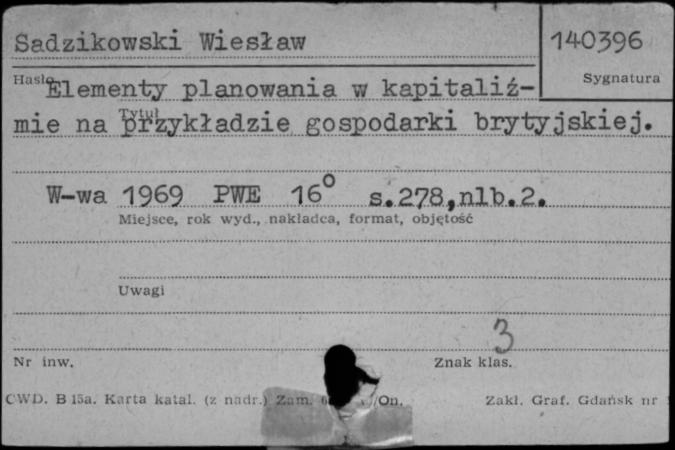 Sadzikowski Wiesław
140396
Hasło
Sygnatura
Elementy planowania w kapitaliź-
Tytuł
mie na przykładzie gospodarki brytyjskiej.
W-wa 1969 PWE 16° s.278,nlb.2.
Miejsce, rok wyd., nakładca, format, objętość
Uwagi
3
Nr inw.
Znak klas.
CWD. B 15a. Karta katal. (z nadr.) Zam. /On.
Zakł. Graf. Gdańsk nr